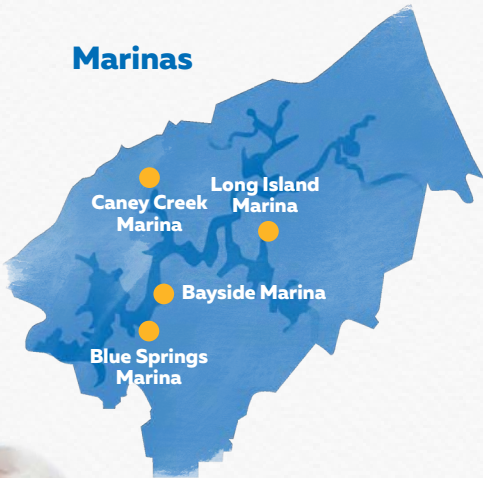 Marinas
Caney Creek
Marina
Long Island
Marina
Bayside Marina
Blue Springs
Marina